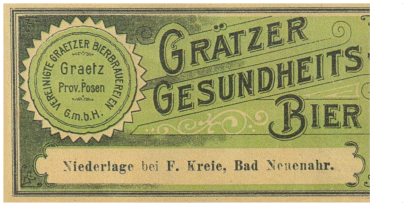 VEREINIGTE GRAETZER BIERBRAUEREIEN
G.m.b.H.
Graetz
Prov. Posen
GRÄTZER
GESUNDHEITS-
BIER
Niederlage bei F. Kreie, Bad Neuenahr.